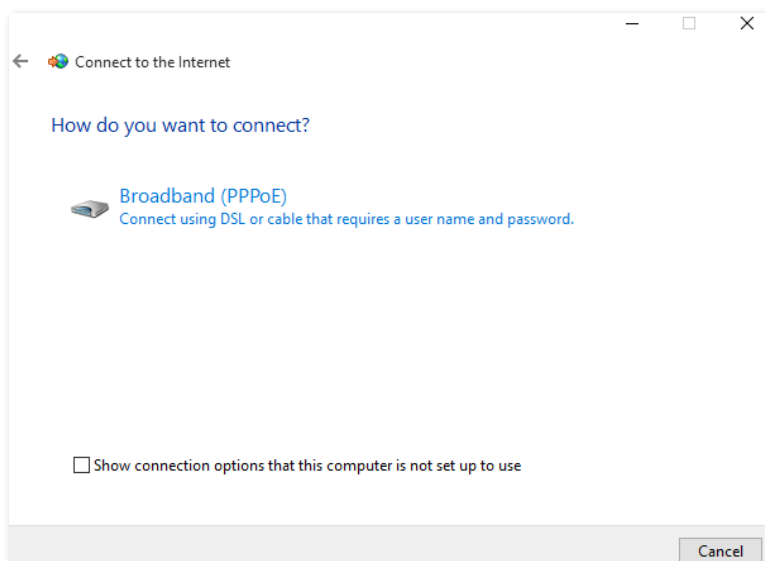 Connect to the Internet
How do you want to connect?
Broadband (PPPoE)
Connect using DSL or cable that requires a user name and password.
Show connection options that this computer is not set up to use
Cancel